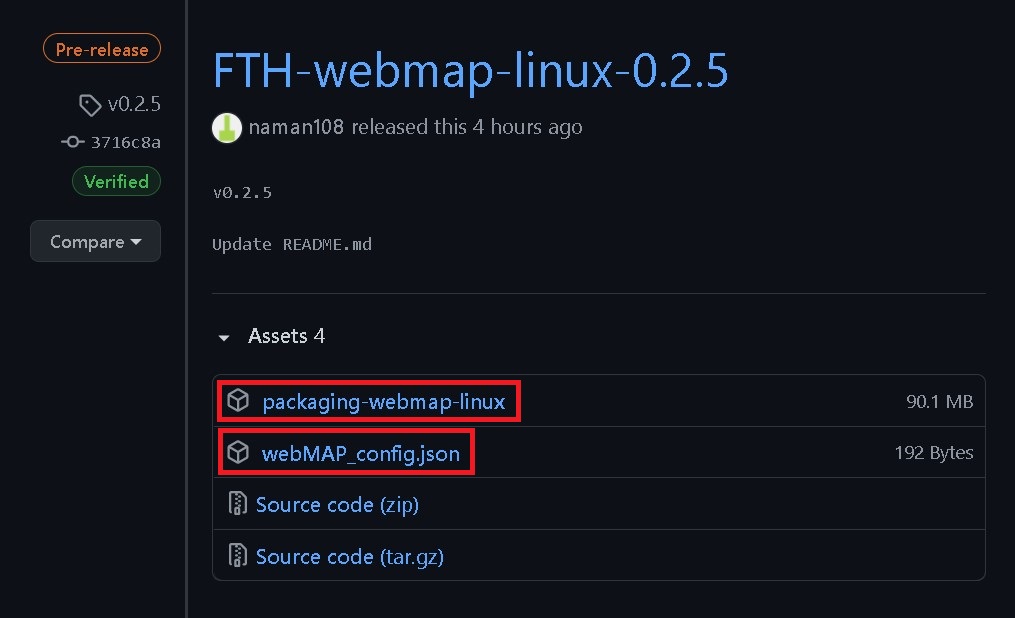 Pre-release
v0.2.5
3716c8a
Verified
Compare
FTH-webmap-linux-0.2.5
naman108 released this 4 hours ago
v0.2.5
Update README.md
Assets 4
packaging-webmap-linux 90.1 MB
webMAP_config.json 192 Bytes
Source code (zip)
Source code (tar.gz)